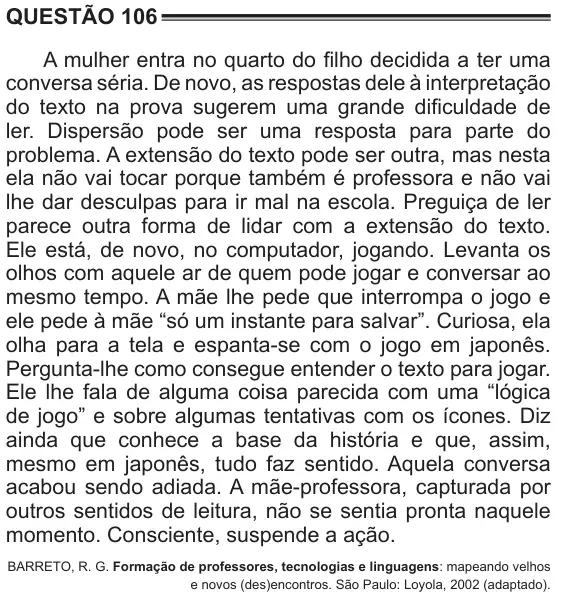 QUESTÃO 106
A mulher entra no quarto do filho decidida a ter uma
conversa séria. De novo, as respostas dele à interpretação
do texto na prova sugerem uma grande dificuldade de
ler. Dispersão pode ser uma resposta para parte do
problema. A extensão do texto pode ser outra, mas nesta
ela não vai tocar porque também é professora e não vai
lhe dar desculpas para ir mal na escola. Preguiça de ler
parece outra forma de lidar com a extensão do texto.
Ele está, de novo, no computador, jogando. Levanta os
olhos com aquele ar de quem pode jogar e conversar ao
mesmo tempo. A mãe lhe pede que interrompa o jogo e
ele pede à mãe “só um instante para salvar”. Curiosa, ela
olha para a tela e espanta-se com o jogo em japonês.
Pergunta-lhe como consegue entender o texto para jogar.
Ele lhe fala de alguma coisa parecida com uma “lógica
de jogo” e sobre algumas tentativas com os ícones. Diz
ainda que conhece a base da história e que, assim,
mesmo em japonês, tudo faz sentido. Aquela conversa
acabou sendo adiada. A mãe-professora, capturada por
outros sentidos de leitura, não se sentia pronta naquele
momento. Consciente, suspende a ação.
BARRETO, R. G. Formação de professores, tecnologias e linguagens: mapeando velhos
e novos (des)encontros. São Paulo: Loyola, 2002 (adaptado).